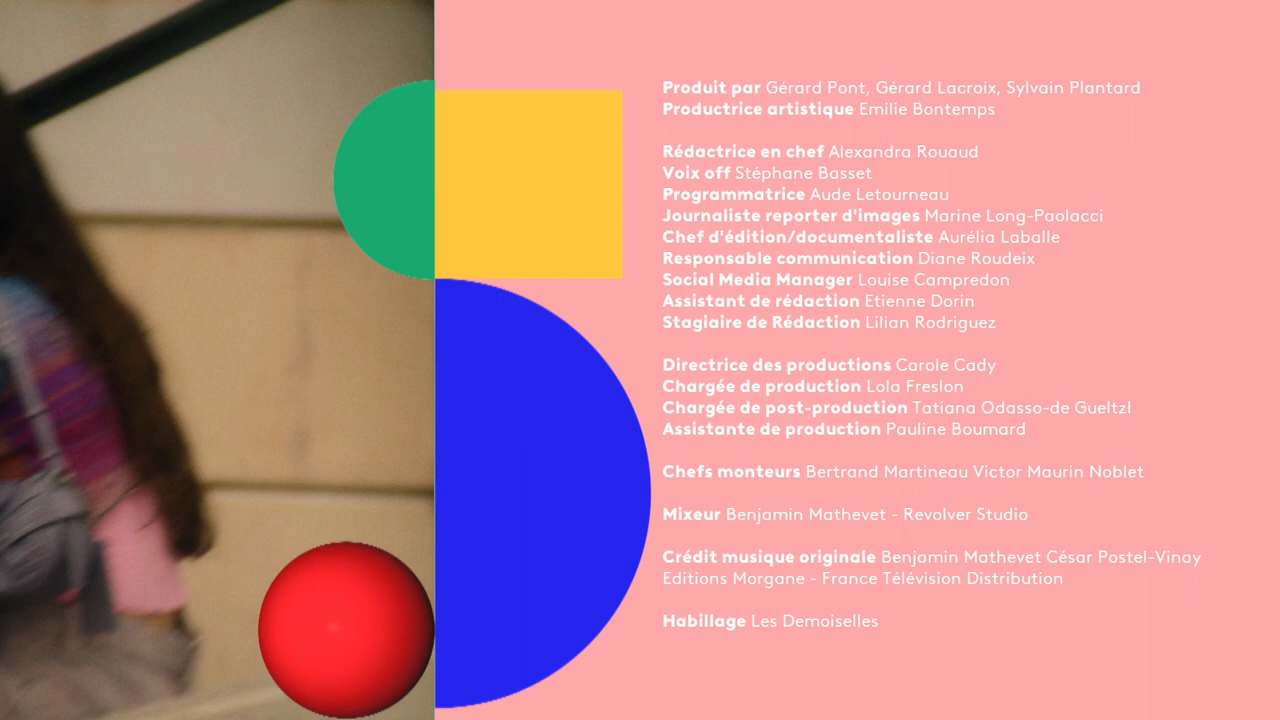 Produit par Gérard Pont, Gérard Lacroix, Sylvain Plantard
Productrice artistique Emilie Bontemps
Rédactrice en chef Alexandra Rouaud
Voix off Stéphane Basset
Programmatrice Aude Letourneau
Journaliste reporter d'images Marine Long-Paolacci
Chef d'édition/documentaliste Aurélia Laballe
Responsable communication Diane Roudeix
Social Media Manager Louise Campredon
Assistant de rédaction Etienne Dorin
Stagiaire de Rédaction Lilian Rodriguez
Directrice des productions Carole Cady
Chargée de production Lola Freslon
Chargée de post-production Tatiana Odasso-de Gueltzl
Assistante de production Pauline Boumard
Chefs monteurs Bertrand Martineau Victor Maurin Noblet
Mixeur Benjamin Mathevet - Revolver Studio
Crédit musique originale Benjamin Mathevet César Postel-Vinay
Editions Morgane - France Télévision Distribution
Habillage Les Demoiselles